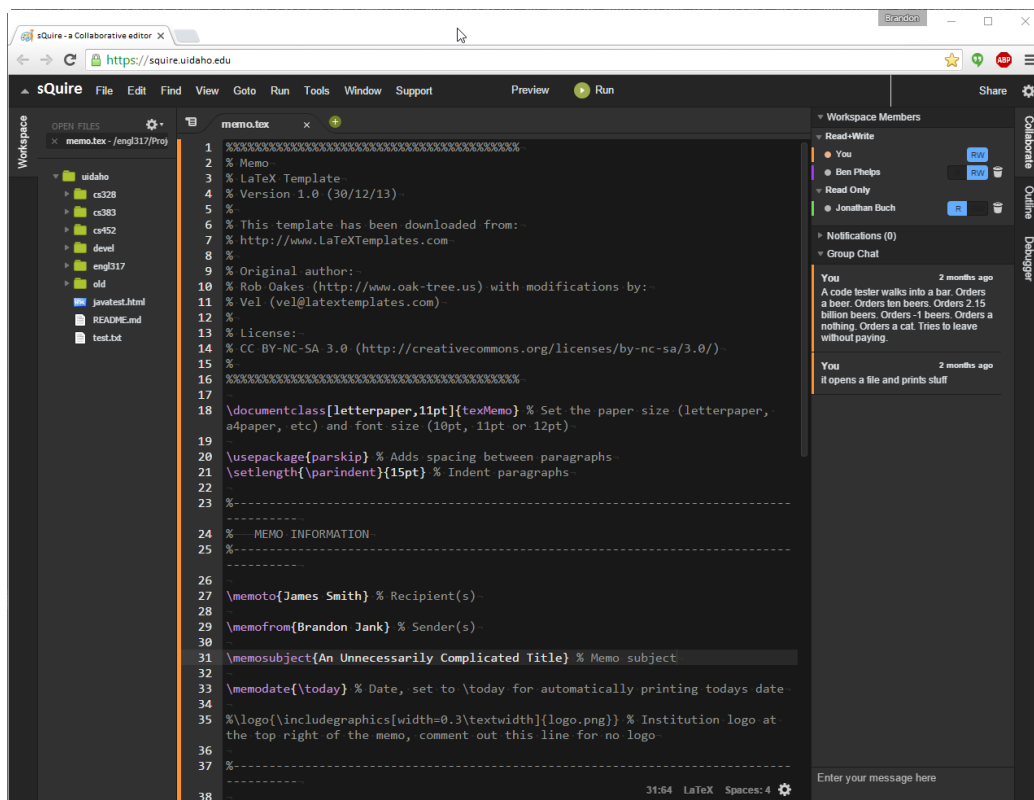 Brandon
sQuire - a Collaborative editor
https://squire.uidaho.edu
ABP
sQuire File Edit Find View Goto Run Tools Window Support Preview Run Share
Workspace
OPEN FILES
memo.tex - /engl317/Proj
uidaho
cs328
cs383
cs452
devel
engl317
old
javatest.html
README.md
test.txt
memo.tex
1 %%%%%%%%%%%%%%%%%%%%%%%%%%%%%%%%%%%%%%%%%
2 % Memo
3 % LaTeX Template
4 % Version 1.0 (30/12/13)
5 %
6 % This template has been downloaded from:
7 % http://www.LaTeXTemplates.com
8 %
9 % Original author:
10 % Rob Oakes (http://www.oak-tree.us) with modifications by:
11 % Vel (vel@latextemplates.com)
12 %
13 % License:
14 % CC BY-NC-SA 3.0 (http://creativecommons.org/licenses/by-nc-sa/3.0/)
15 %
16 %%%%%%%%%%%%%%%%%%%%%%%%%%%%%%%%%%%%%%%%%
17
18 \documentclass[letterpaper,11pt]{texMemo} % Set the paper size (letterpaper,
a4paper, etc) and font size (10pt, 11pt or 12pt)
19
20 \usepackage{parskip} % Adds spacing between paragraphs
21 \setlength{\parindent}{15pt} % Indent paragraphs
22
23 %------------------------------------------------------------------------------
----------
24 % MEMO INFORMATION
25 %------------------------------------------------------------------------------
----------
26
27 \memoto{James Smith} % Recipient(s)
28
29 \memofrom{Brandon Jank} % Sender(s)
30
31 \memosubject{An Unnecessarily Complicated Title} % Memo subject
32
33 \memodate{\today} % Date, set to \today for automatically printing todays date
34
35 %\logo{\includegraphics[width=0.3\textwidth]{logo.png}} % Institution logo at
the top right of the memo, comment out this line for no logo
36
37 %------------------------------------------------------------------------------
----------
38
31:64 LaTeX Spaces: 4
Workspace Members
Read+Write
You RW
Ben Phelps R RW
Read Only
Jonathan Buch R
Notifications (0)
Group Chat
You 2 months ago
A code tester walks into a bar. Orders
a beer. Orders ten beers. Orders 2.15
billion beers. Orders -1 beers. Orders a
nothing. Orders a cat. Tries to leave
without paying.
You 2 months ago
it opens a file and prints stuff
Enter your message here
Collaborate
Outline
Debugger